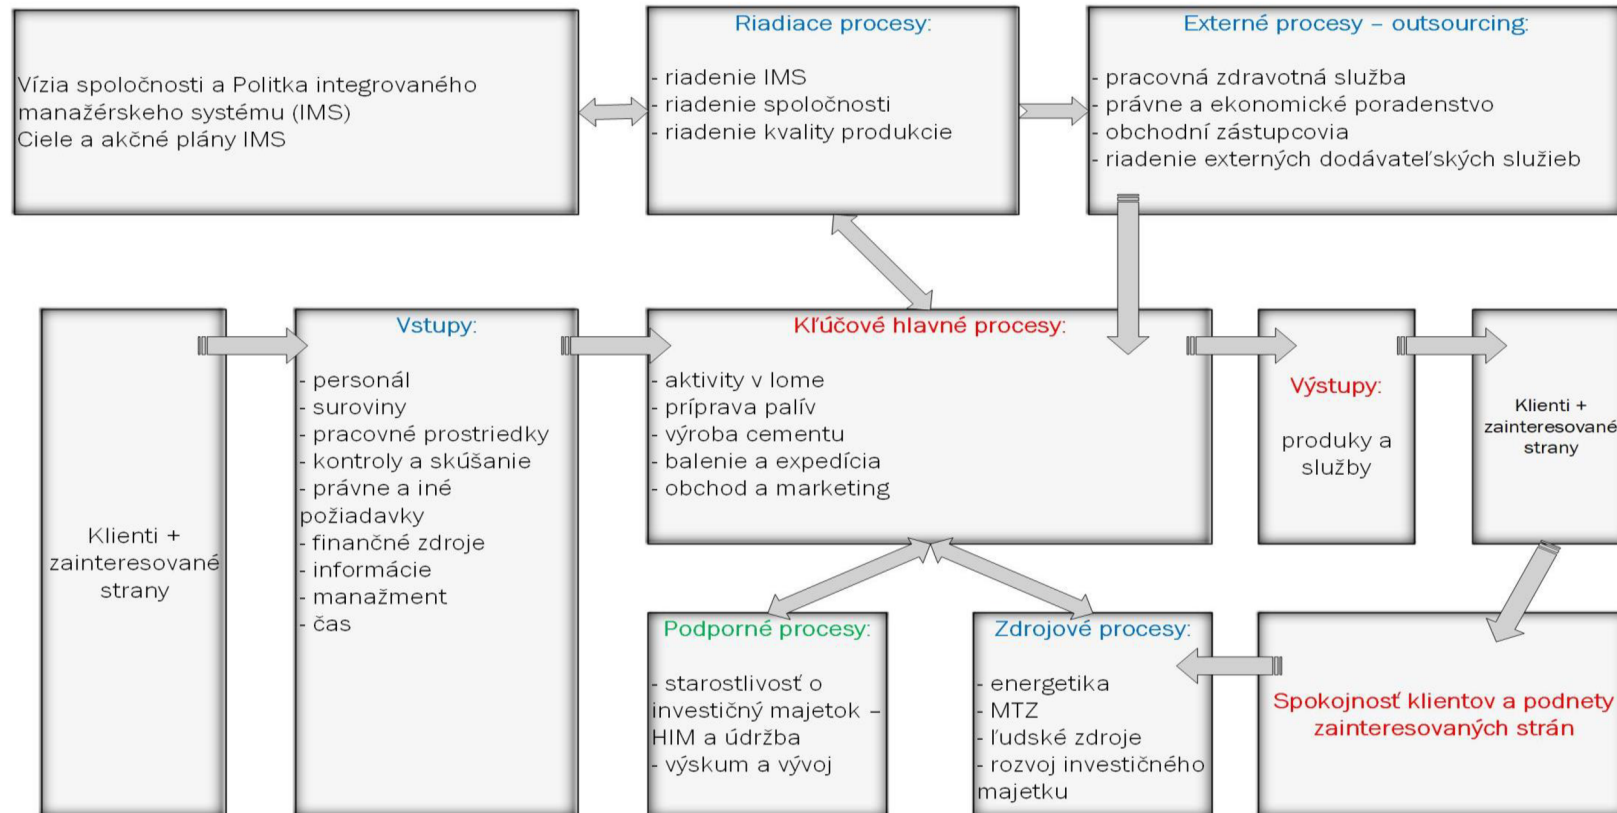 Vízia spoločnosti a Politka integrovaného
manažérskeho systému (IMS)
Ciele a akčné plány IMS
Riadiace procesy:
- riadenie IMS
- riadenie spoločnosti
- riadenie kvality produkcie
Externé procesy – outsourcing:
- pracovná zdravotná služba
- právne a ekonomické poradenstvo
- obchodní zástupcovia
- riadenie externých dodávateľských služieb
Klienti +
zainteresované
strany
Vstupy:
- personál
- suroviny
- pracovné prostriedky
- kontroly a skúšanie
- právne a iné
požiadavky
- finančné zdroje
- informácie
- manažment
- čas
Kľúčové hlavné procesy:
- aktivity v lome
- príprava palív
- výroba cementu
- balenie a expedícia
- obchod a marketing
Výstupy:
produky a
služby
Klienti +
zainteresované
strany
Podporné procesy:
- starostlivosť o
investičný majetok –
HIM a údržba
- výskum a vývoj
Zdrojové procesy:
- energetika
- MTZ
- ľudské zdroje
- rozvoj investičného
majetku
Spokojnosť klientov a podnety
zainteresovaných strán